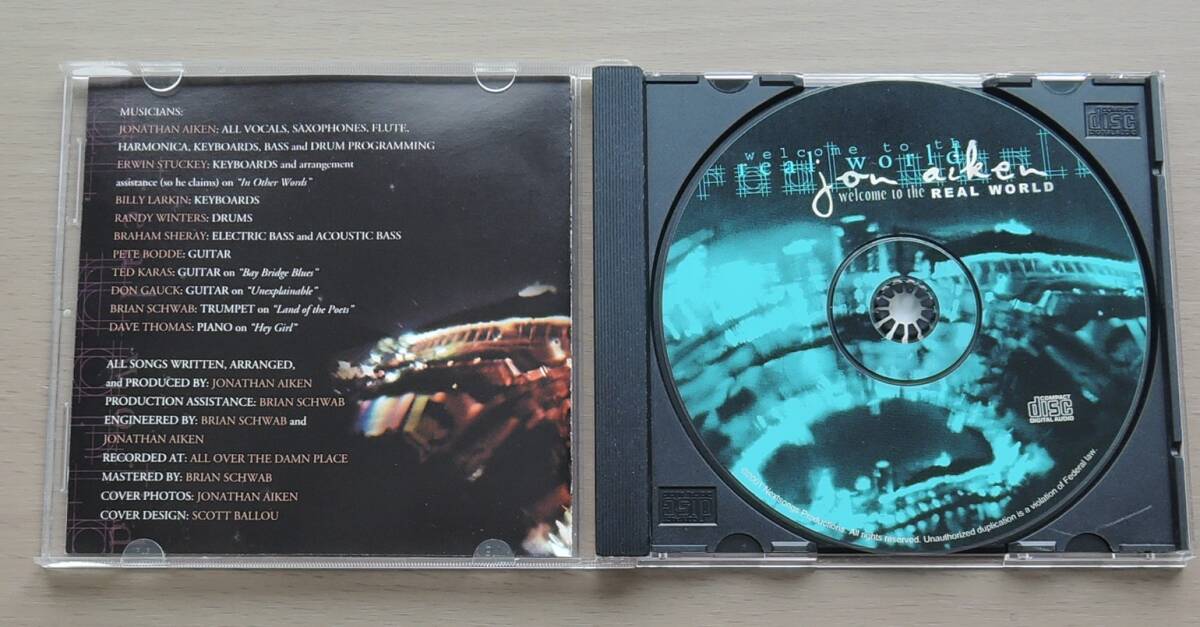 MUSICIANS:
JONATHAN AIKEN: ALL VOCALS, SAXOPHONES, FLUTE,
HARMONICA, KEYBOARDS, BASS and DRUM PROGRAMMING
ERWIN STUCKEY: KEYBOARDS and arrangement
assistance (so he claims) on "In Other Words"
BILLY LARKIN: KEYBOARDS
RANDY WINTERS: DRUMS
BRAHAM SHERAY: ELECTRIC BASS and ACOUSTIC BASS
PETE BODDE: GUITAR
TED KARAS: GUITAR on "Bay Bridge Blues"
DON GAUCK: GUITAR on "Unexplainable"
BRIAN SCHWAB: TRUMPET on "Land of the Poets"
DAVE THOMAS: PIANO on "Hey Girl"
ALL SONGS WRITTEN, ARRANGED,
and PRODUCED BY: JONATHAN AIKEN
PRODUCTION ASSISTANCE: BRIAN SCHWAB
ENGINEERED BY: BRIAN SCHWAB and
JONATHAN AIKEN
RECORDED AT: ALL OVER THE DAMN PLACE
MASTERED BY: BRIAN SCHWAB
COVER PHOTOS: JONATHAN AIKEN
COVER DESIGN: SCOTT BALLOU
welcome to th
real world
jon aiken
welcome to the REAL WORLD
COMPACT
disc
DIGITAL AUDIO
©2001 Nextsongs Productions. All rights reserved. Unauthorized duplication is a violation of Federal law.
disc